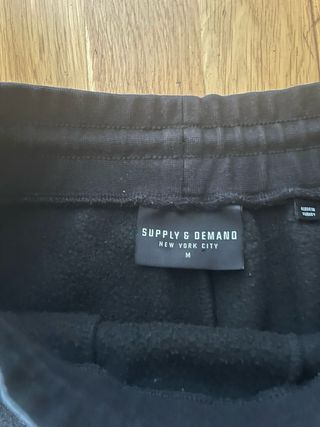 SUPPLY & DEMAND
NEW YORK CITY
M